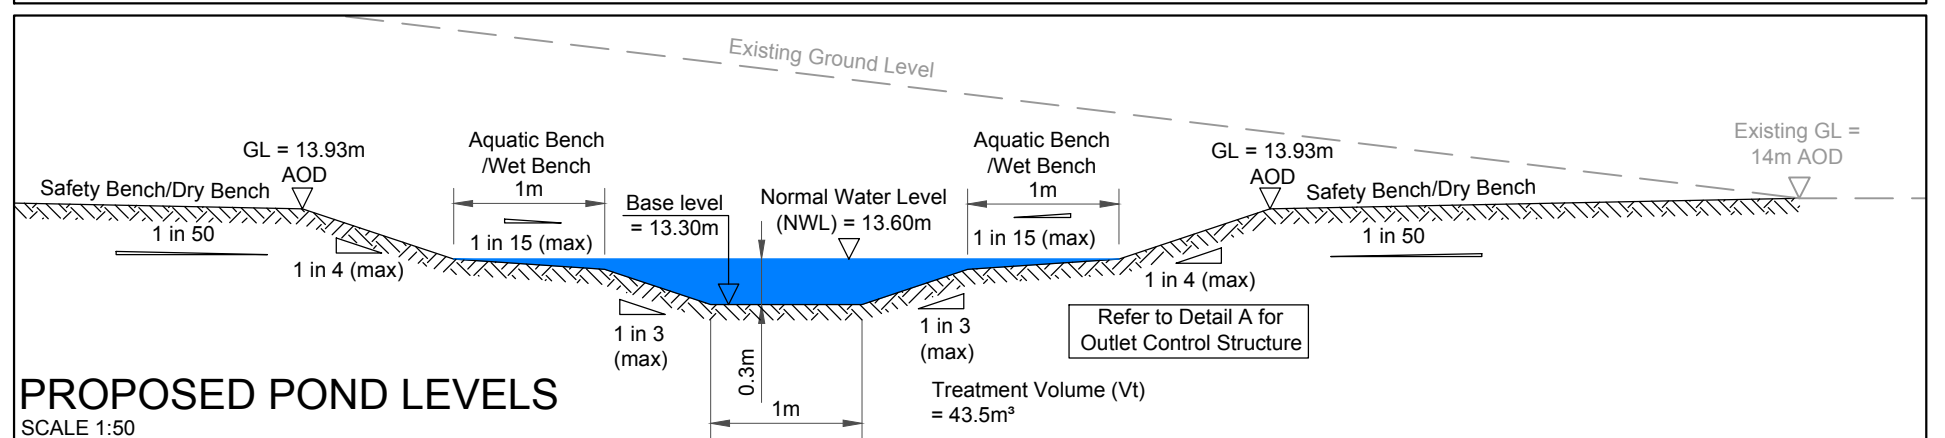 Existing Ground Level
Existing GL =
14m AOD
GL = 13.93m
AOD
Safety Bench/Dry Bench
1 in 50
1 in 4 (max)
Aquatic Bench
/Wet Bench
1m
1 in 15 (max)
Base level
= 13.30m
Normal Water Level
(NWL) = 13.60m
Aquatic Bench
/Wet Bench
1m
1 in 15 (max)
GL = 13.93m
AOD
Safety Bench/Dry Bench
1 in 50
1 in 4 (max)
1 in 3
(max)
0.3m
1m
1 in 3
(max)
Refer to Detail A for
Outlet Control Structure
Treatment Volume (Vt)
= 43.5m³
PROPOSED POND LEVELS
SCALE 1:50